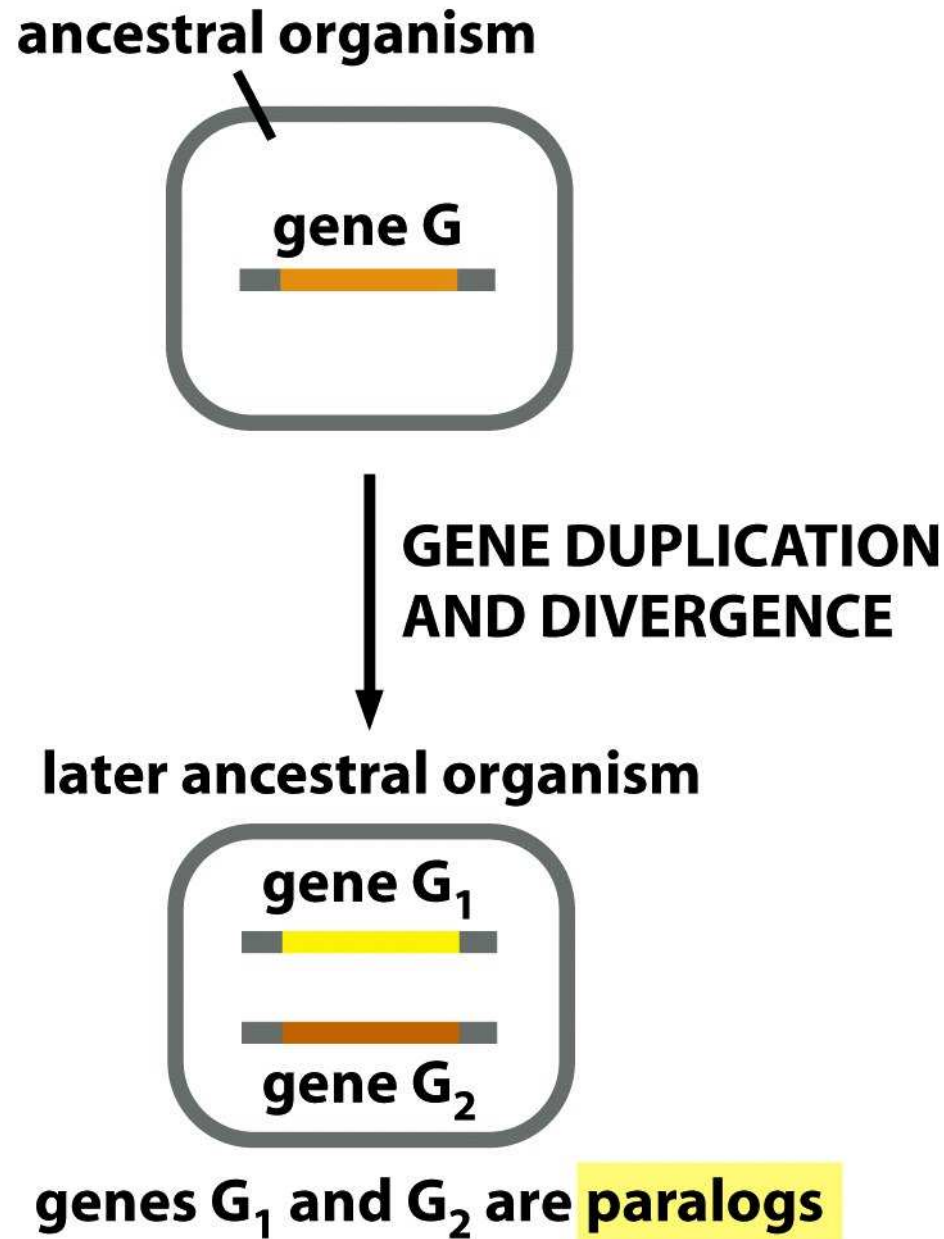 ancestral organism
gene G
GENE DUPLICATION
AND DIVERGENCE
later ancestral organism
gene G₁
gene G₂
genes G₁ and G₂ are paralogs